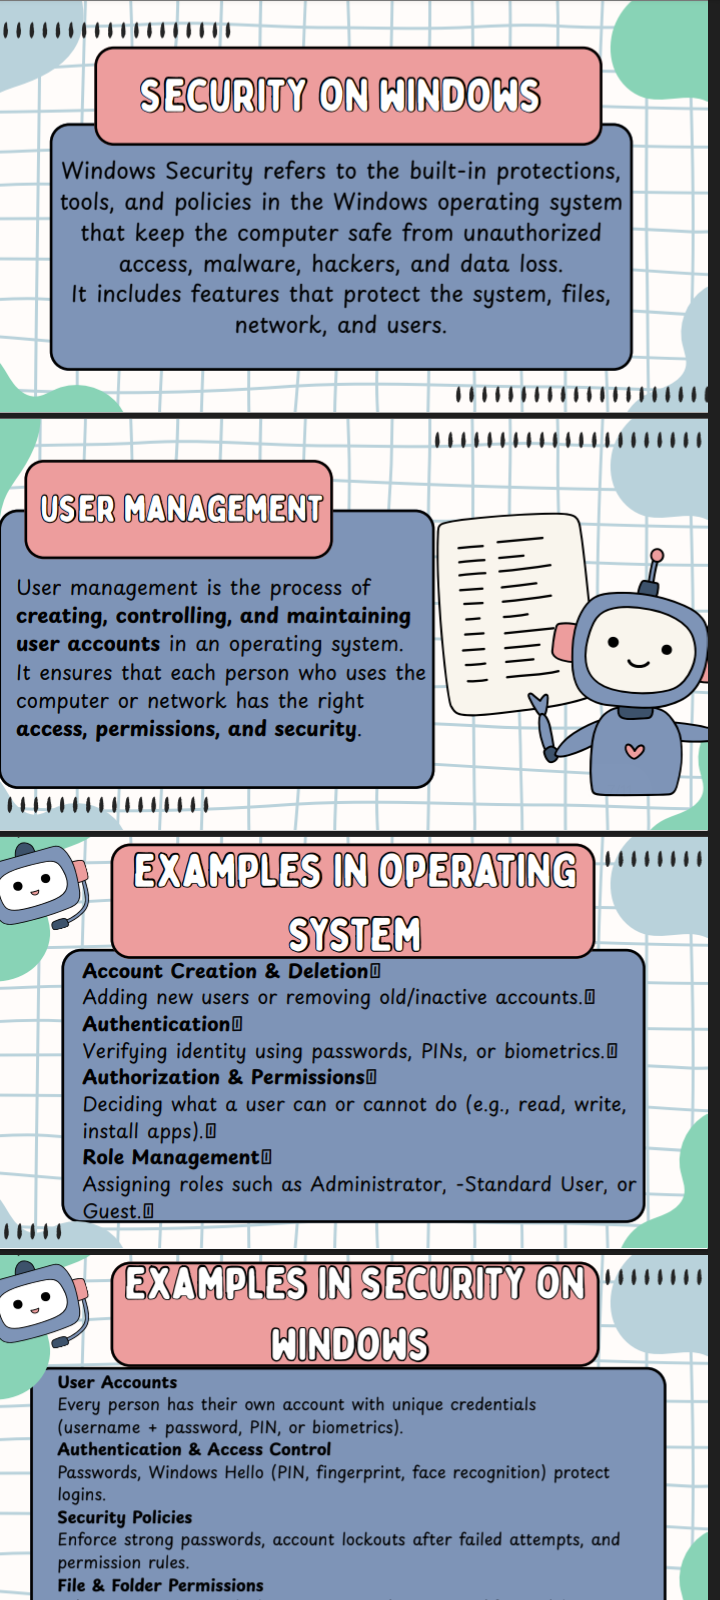 SECURITY ON WINDOWS
Windows Security refers to the built-in protections,
tools, and policies in the Windows operating system
that keep the computer safe from unauthorized
access, malware, hackers, and data loss.
It includes features that protect the system, files,
network, and users.
USER MANAGEMENT
User management is the process of
creating, controlling, and maintaining
user accounts in an operating system.
It ensures that each person who uses the
computer or network has the right
access, permissions, and security.
EXAMPLES IN OPERATING
SYSTEM
Account Creation & Deletion
Adding new users or removing old/inactive accounts.
Authentication
Verifying identity using passwords, PINs, or biometrics.
Authorization & Permissions
Deciding what a user can or cannot do (e.g., read, write,
install apps).
Role Management
Assigning roles such as Administrator, -Standard User, or
Guest.
EXAMPLES IN SECURITY ON
WINDOWS
User Accounts
Every person has their own account with unique credentials
(username + password, PIN, or biometrics).
Authentication & Access Control
Passwords, Windows Hello (PIN, fingerprint, face recognition) protect
logins.
Security Policies
Enforce strong passwords, account lockouts after failed attempts, and
permission rules.
File & Folder Permissions